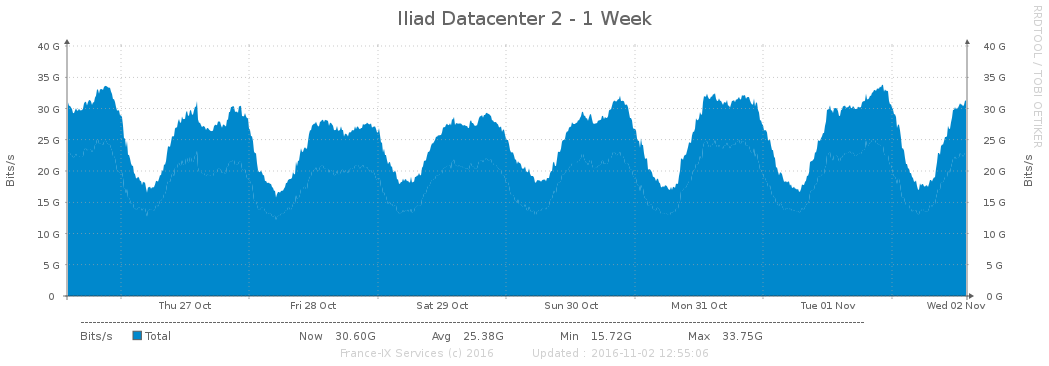 Iliad Datacenter 2 - 1 Week
RRDTOOL / TOBI OETIKER
Bits/s
40 G 40 G
35 G 35 G
30 G 30 G
25 G 25 G
20 G 20 G
15 G 15 G
10 G 10 G
5 G 5 G
0 0 G
Bits/s
Thu 27 Oct Fri 28 Oct Sat 29 Oct Sun 30 Oct Mon 31 Oct Tue 01 Nov Wed 02 Nov
Bits/s Total Now 30.60G Avg 25.38G Min 15.72G Max 33.75G
France-IX Services (c) 2016 Updated : 2016-11-02 12:55:06